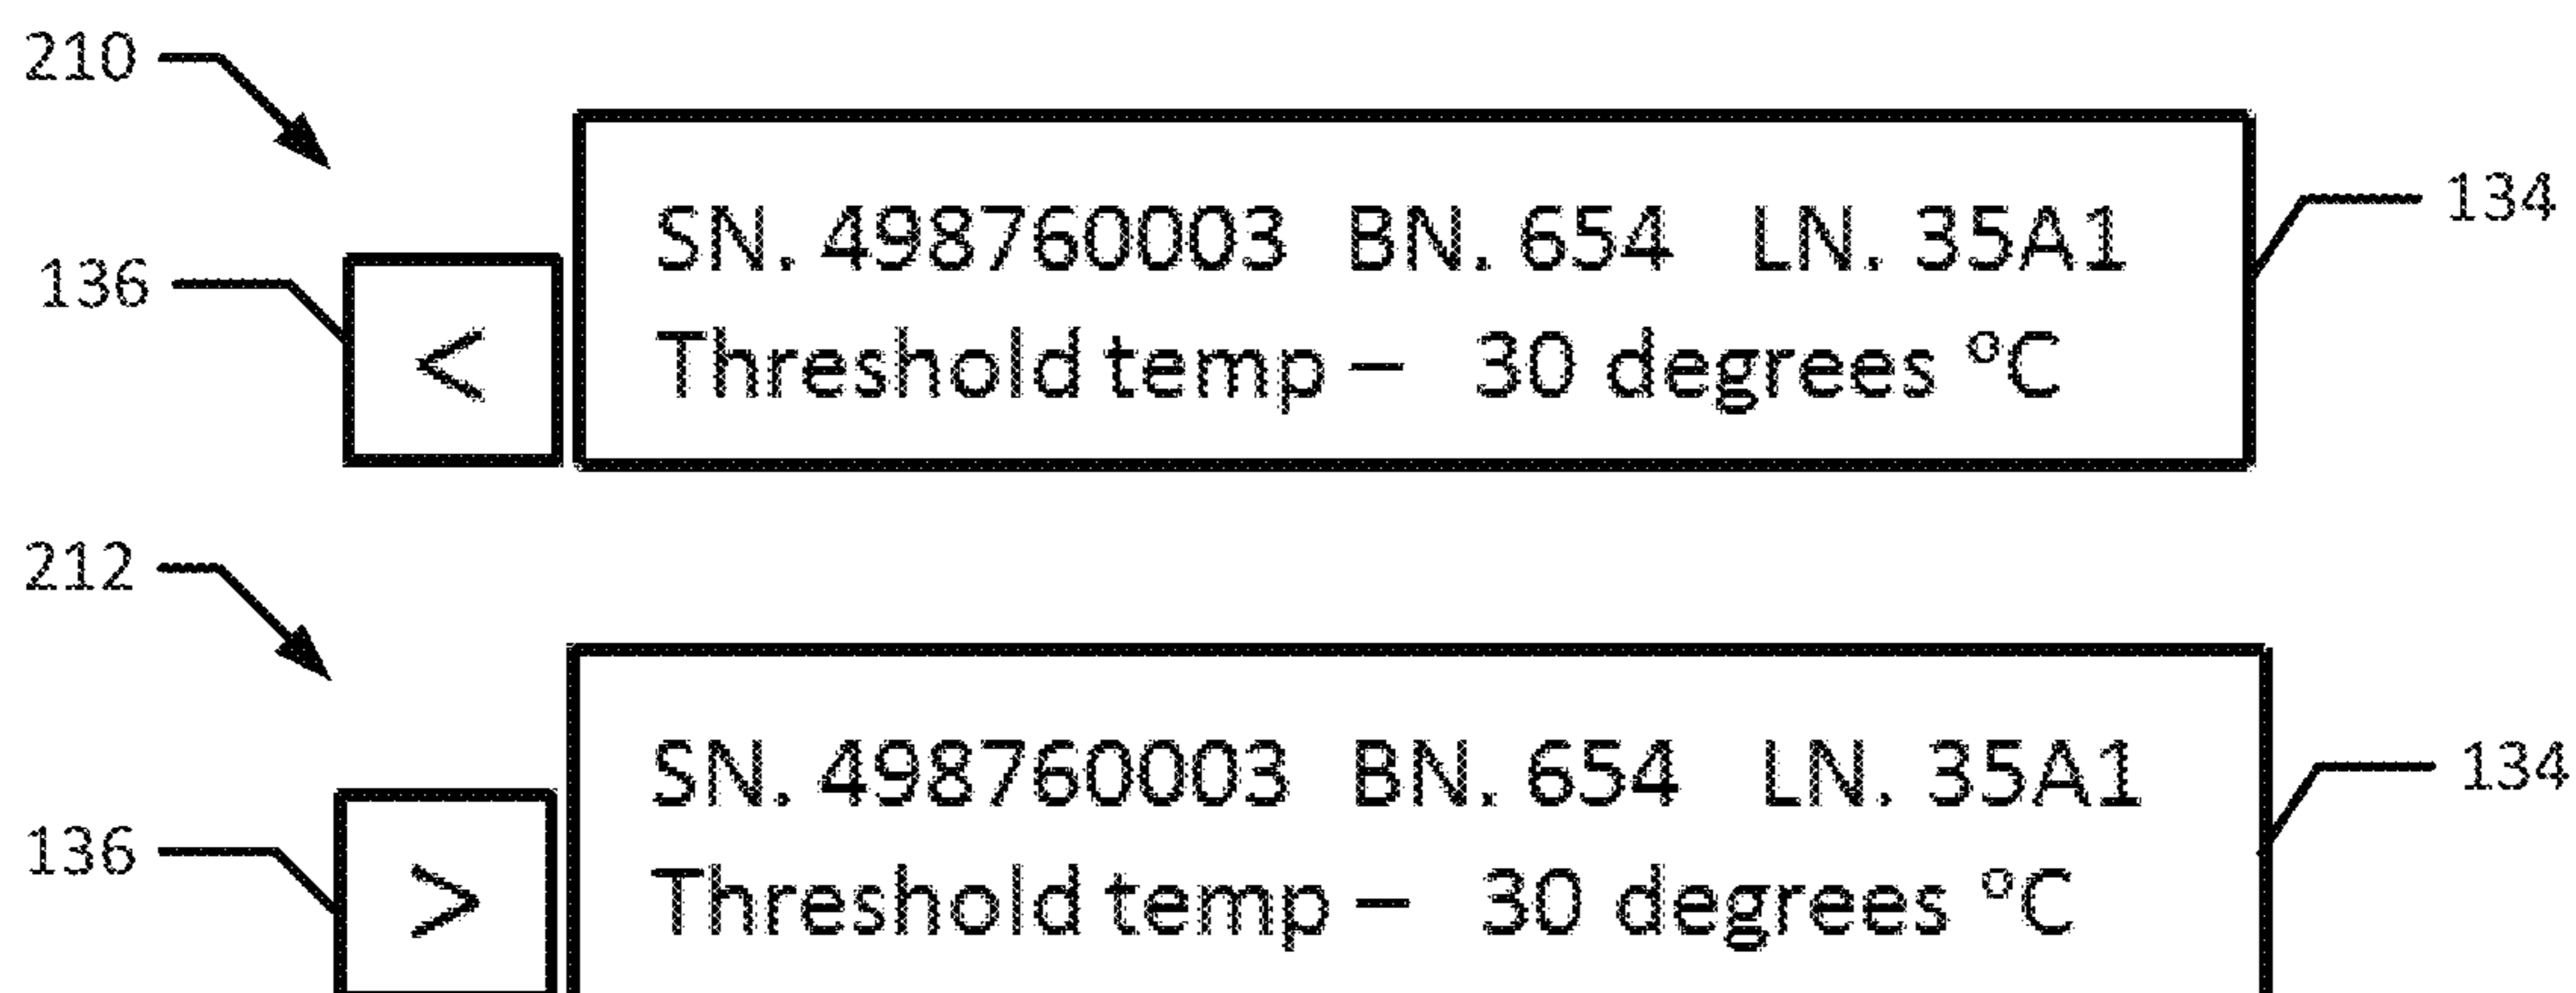 210
SN. 498760003 BN. 654 LN. 35A1
134
136
<
Threshold temp – 30 degrees °C
212
SN. 498760003 BN. 654 LN. 35A1
134
136
>
Threshold temp – 30 degrees °C